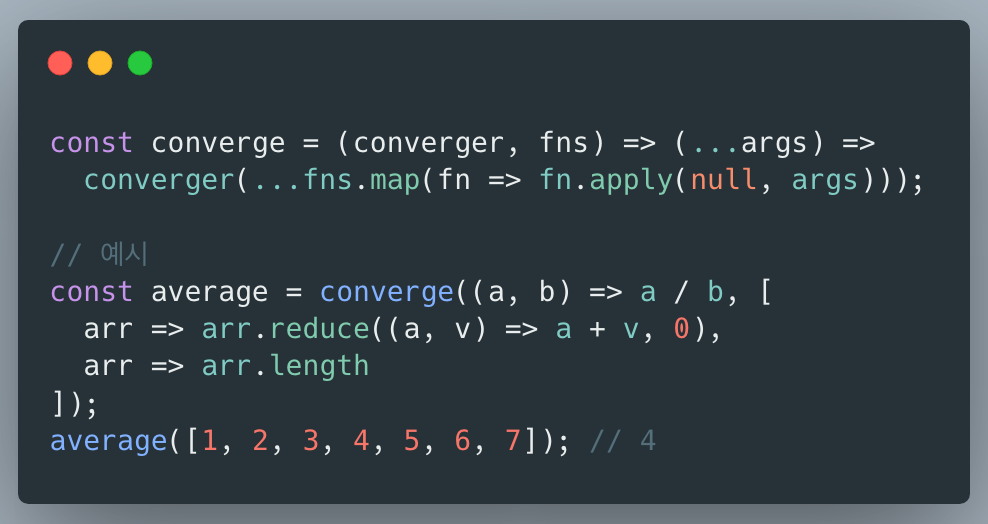 const converge = (converger, fns) => (...args) =>
  converger(...fns.map(fn => fn.apply(null, args)));
// 예시
const average = converge((a, b) => a / b, [
  arr => arr.reduce((a, v) => a + v, 0),
  arr => arr.length
]);
average([1, 2, 3, 4, 5, 6, 7]); // 4